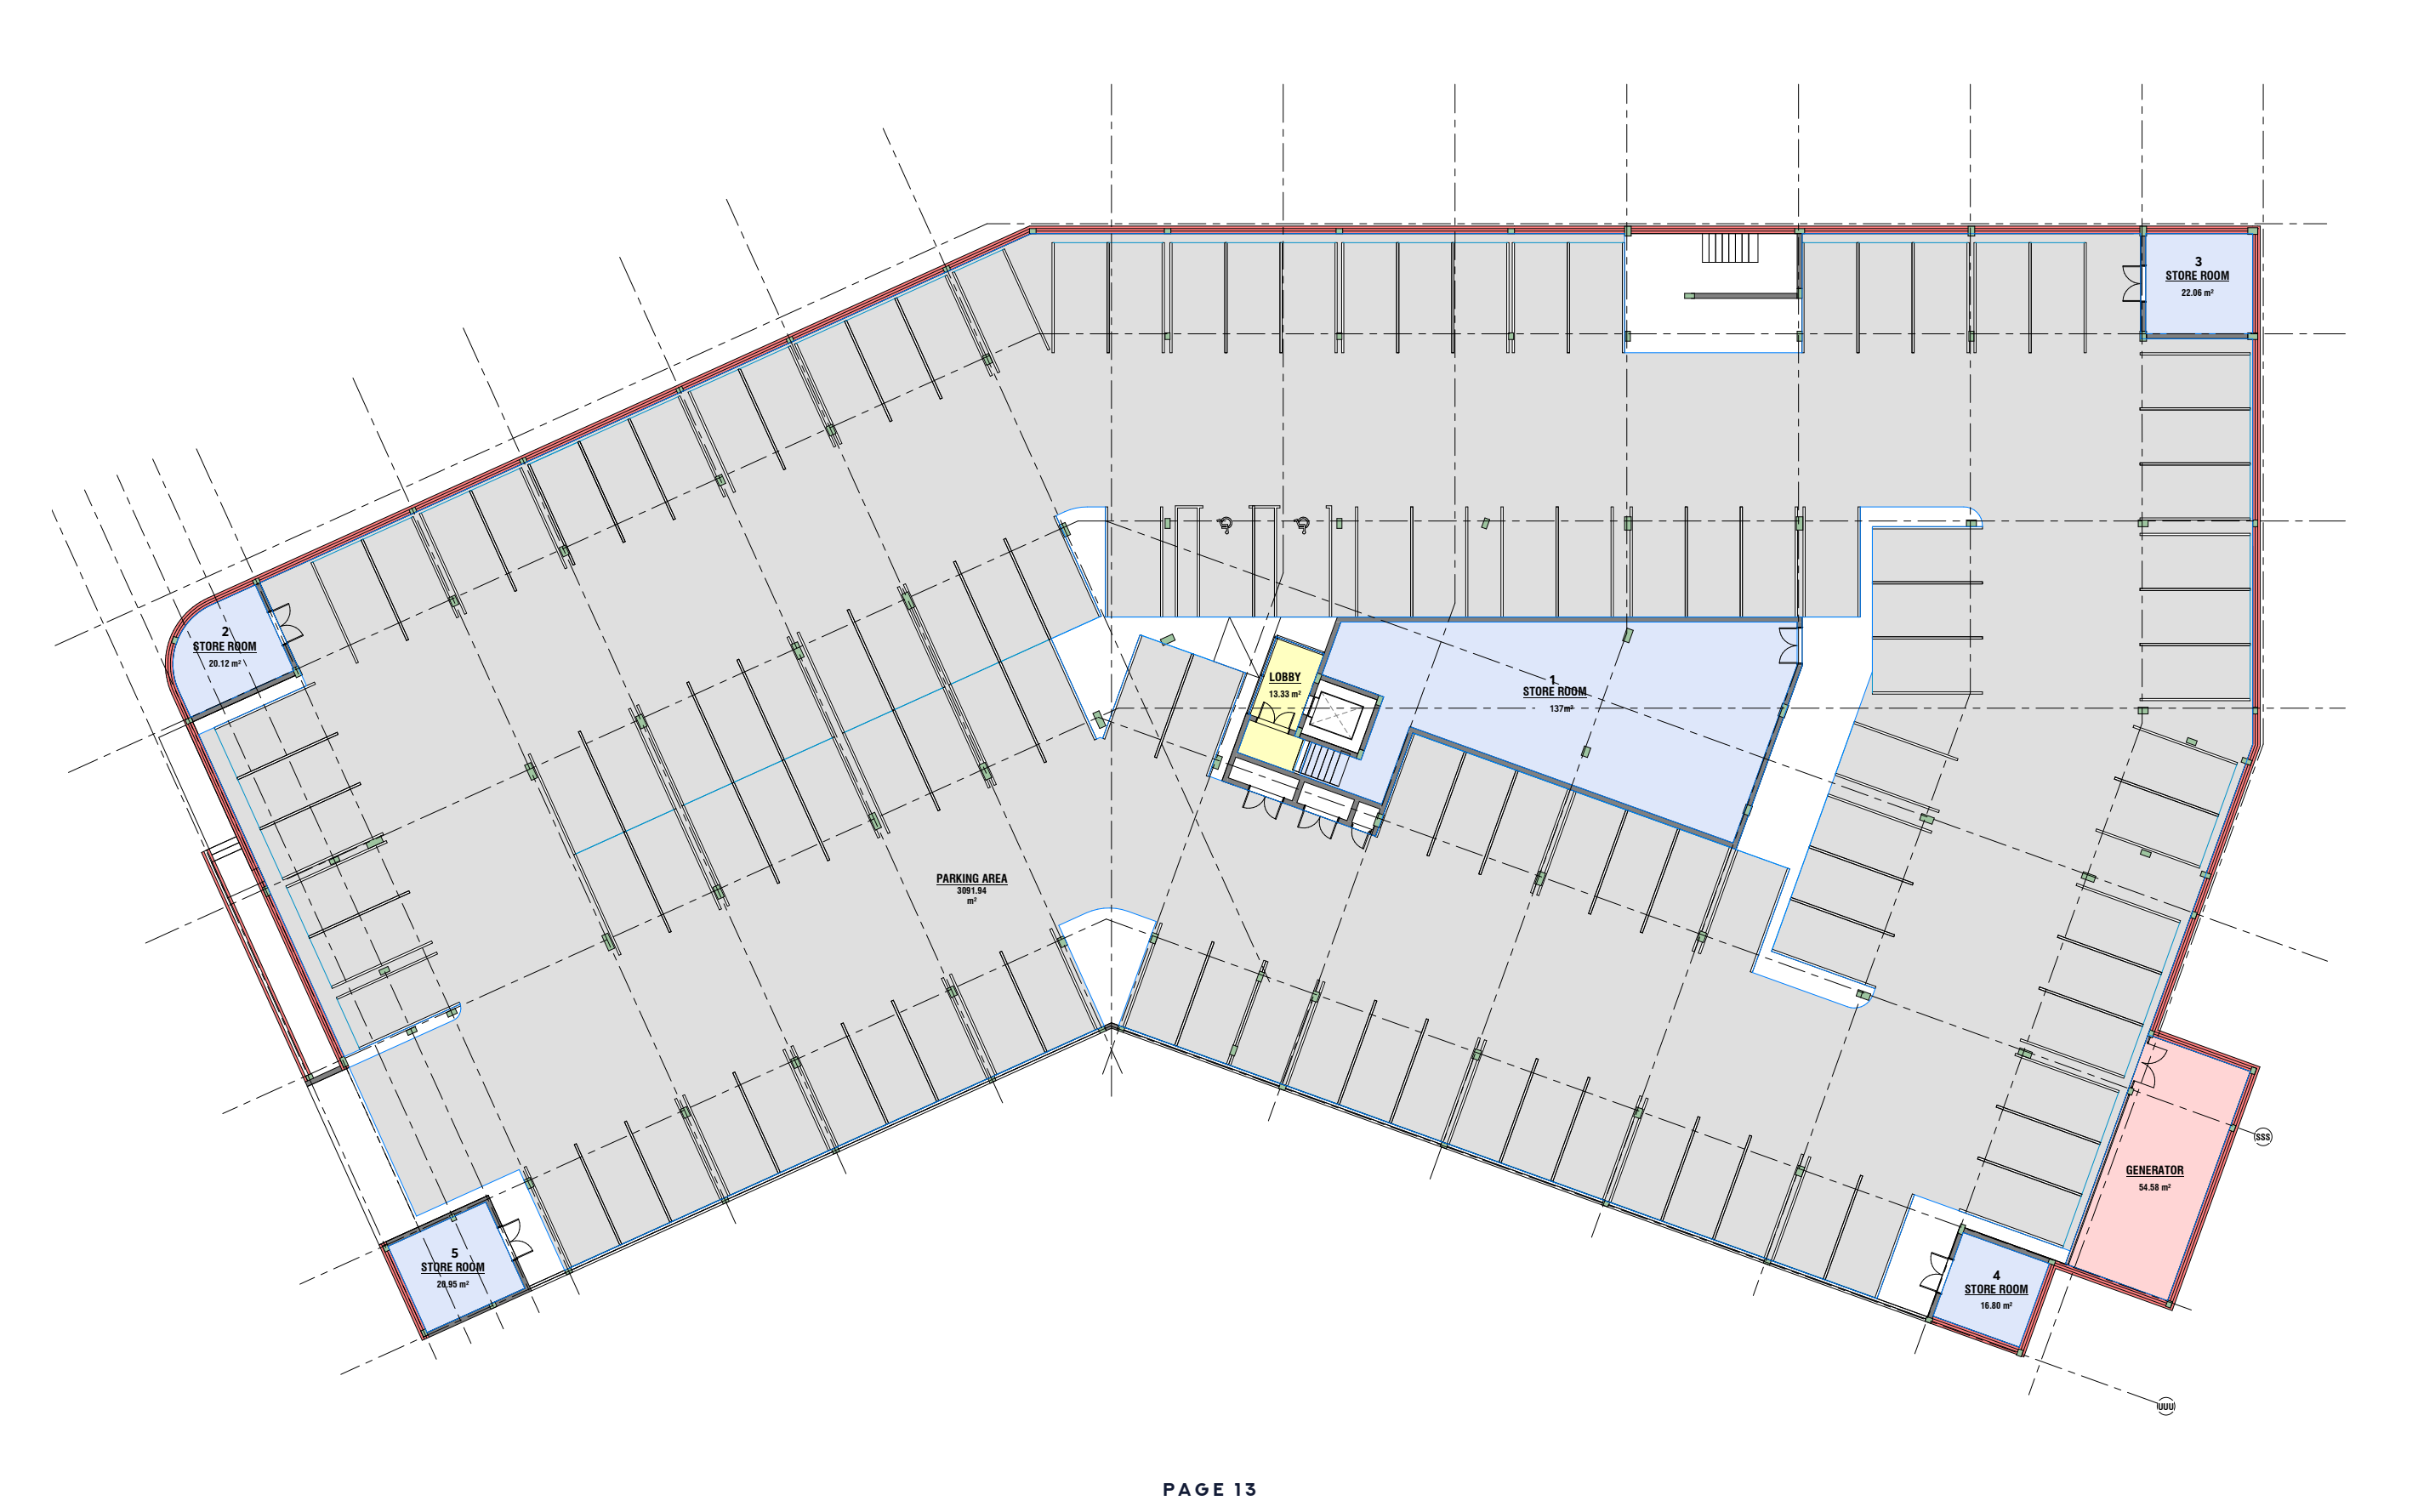 3
STORE ROOM
22.06 m²
2
STORE ROOM
20.12 m²
LOBBY
13.33 m²
1
STORE ROOM
137m²
PARKING AREA
3091.94
m²
SSS
GENERATOR
54.58 m²
5
STORE ROOM
20.95 m²
4
STORE ROOM
16.80 m²
UUU
PAGE 13